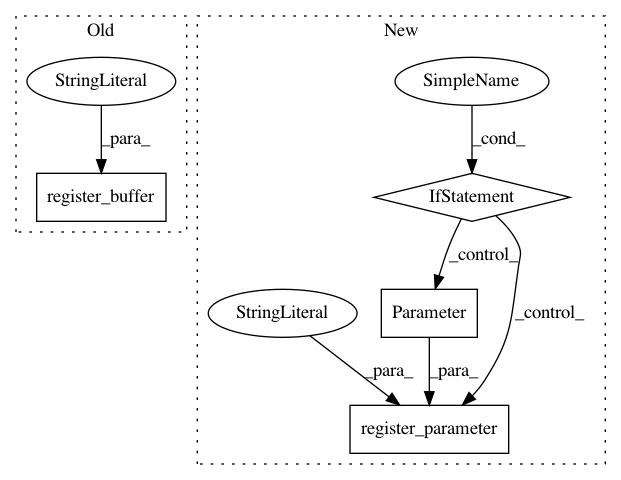 Old
StringLiteral
_para_
register_buffer
New
SimpleName
_cond_
IfStatement
_control_
StringLiteral
Parameter
_control_
_para_
_para_
register_parameter